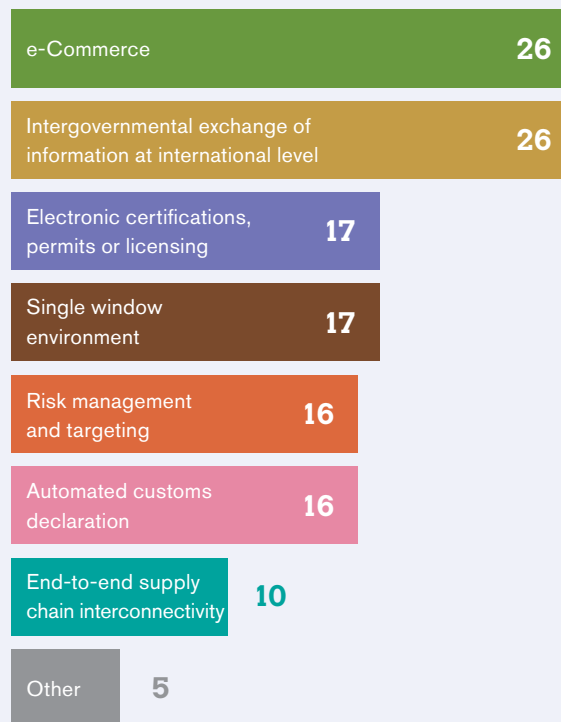 e-Commerce 26
Intergovernmental exchange of
information at international level 26
Electronic certifications,
permits or licensing 17
Single window
environment 17
Risk management
and targeting 16
Automated customs
declaration 16
End-to-end supply
chain interconnectivity 10
Other 5